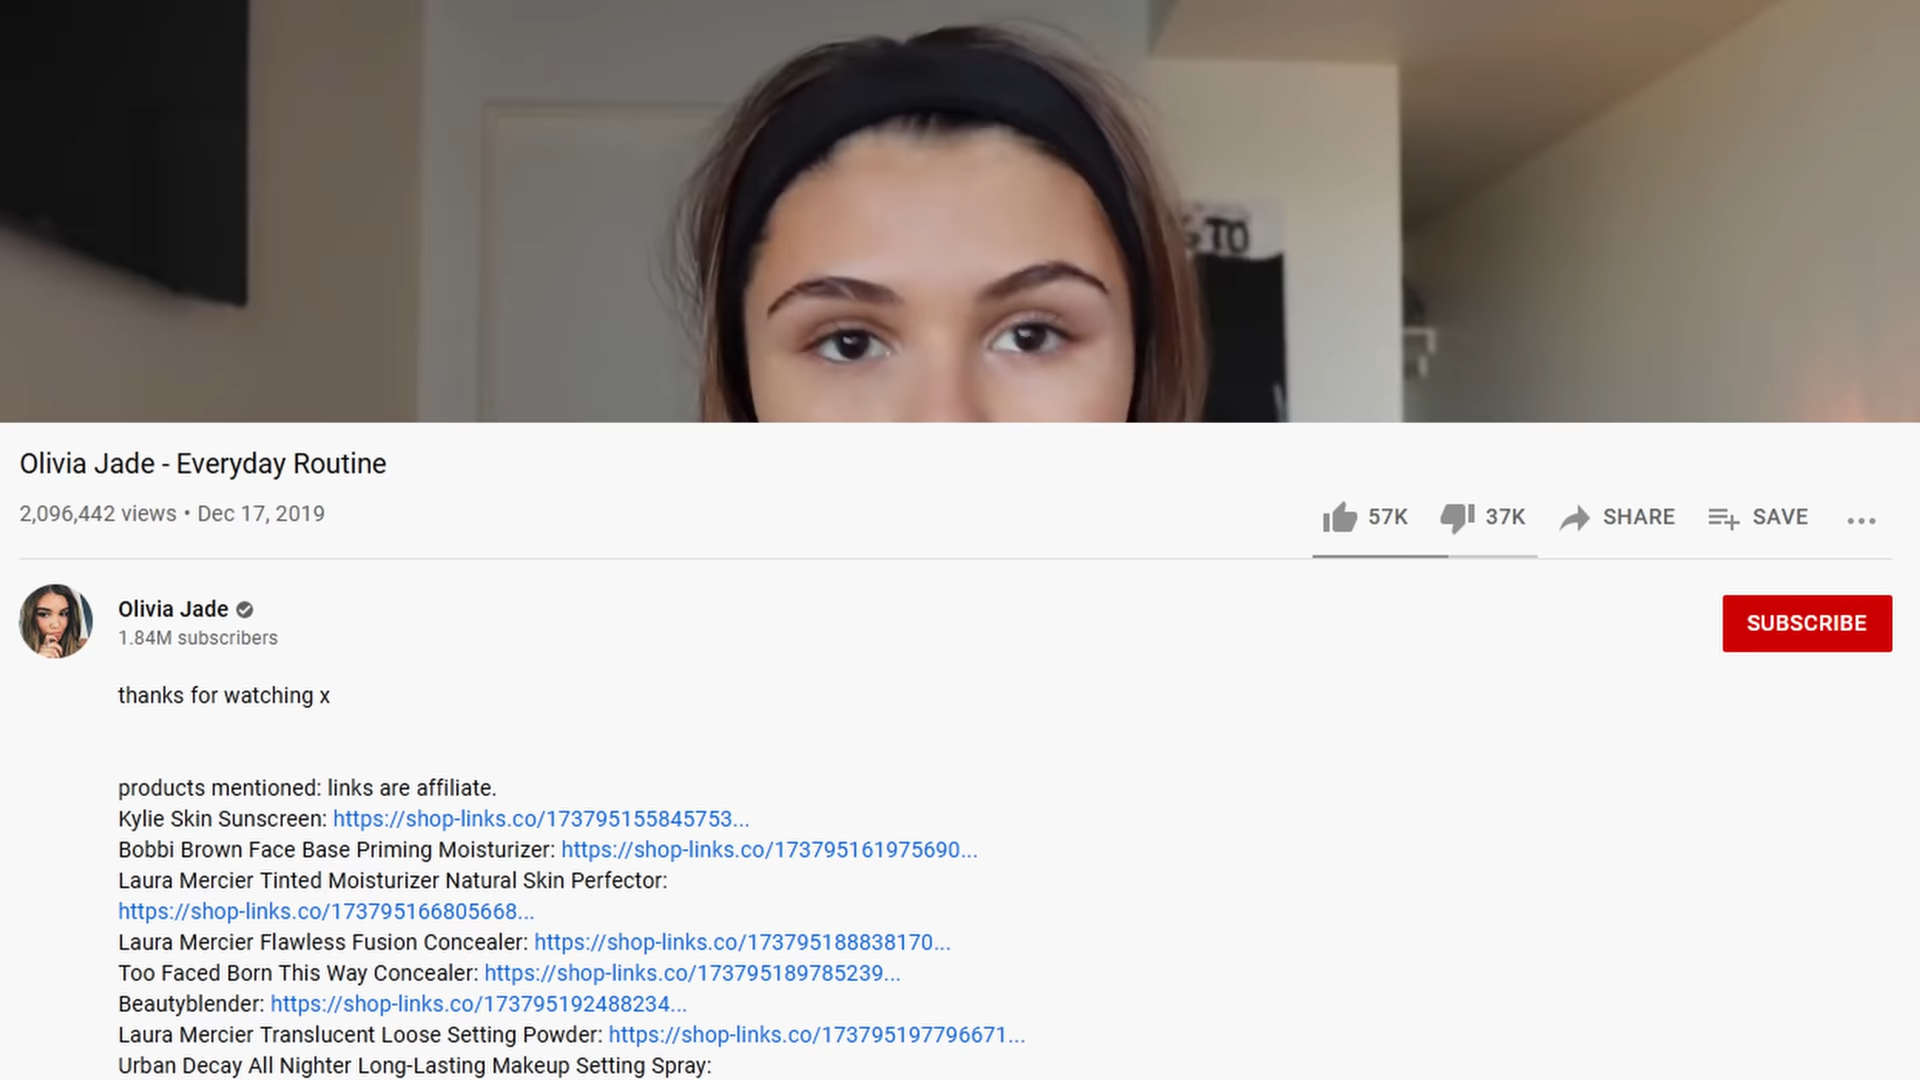 G TO
Olivia Jade - Everyday Routine
2,096,442 views • Dec 17, 2019
57K
37K
SHARE
SAVE
Olivia Jade
1.84M subscribers
SUBSCRIBE
thanks for watching x
products mentioned: links are affiliate.
Kylie Skin Sunscreen: https://shop-links.co/173795155845753...
Bobbi Brown Face Base Priming Moisturizer: https://shop-links.co/173795161975690...
Laura Mercier Tinted Moisturizer Natural Skin Perfector:
https://shop-links.co/173795166805668...
Laura Mercier Flawless Fusion Concealer: https://shop-links.co/173795188838170...
Too Faced Born This Way Concealer: https://shop-links.co/173795189785239...
Beautyblender: https://shop-links.co/173795192488234...
Laura Mercier Translucent Loose Setting Powder: https://shop-links.co/173795197796671...
Urban Decay All Nighter Long-Lasting Makeup Setting Spray: